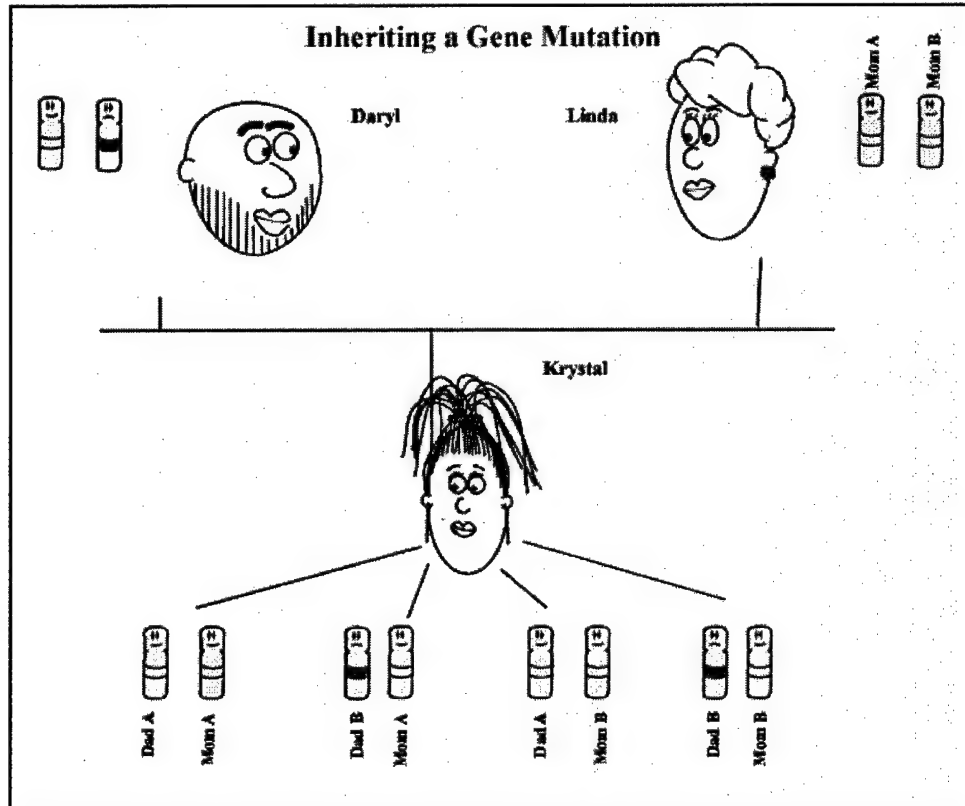 Inheriting a Gene Mutation
Daryl
Linda
Mom A
Mom B
Krystal
Dad A
Mom A
Dad B
Mom A
Dad A
Mom B
Dad B
Mom B